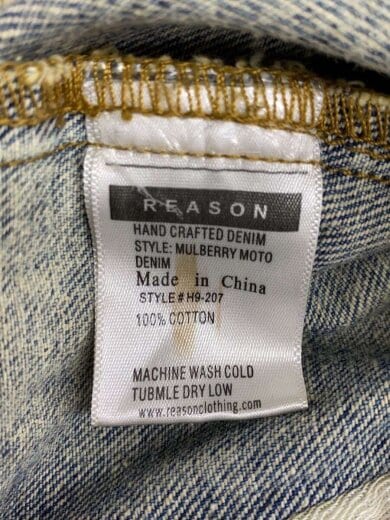 REASON
HAND CRAFTED DENIM
STYLE: MULBERRY MOTO
DENIM
Made in China
STYLE # H9-207
100% COTTON
MACHINE WASH COLD
TUBMLE DRY LOW
www.reasonclothing.com